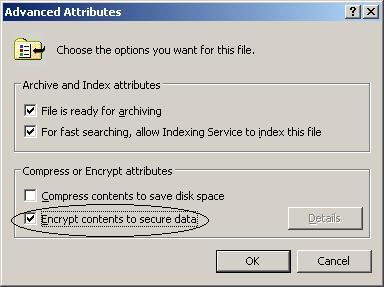 Advanced Attributes
Choose the options you want for this file.
Archive and Index attributes
File is ready for archiving
For fast searching, allow Indexing Service to index this file
Compress or Encrypt attributes
Compress contents to save disk space
Encrypt contents to secure data
Details
OK
Cancel